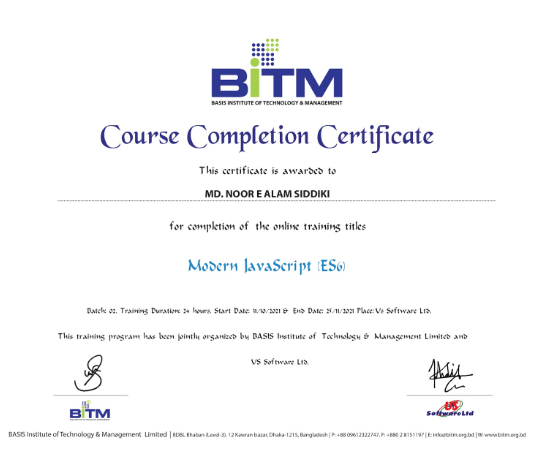 BiTM
BASIS INSTITUTE OF TECHNOLOGY & MANAGEMENT
Course Completion Certificate
This certificate is awarded to
MD. NOOR E ALAM SIDDIKI
for completion of the online training titles
Modern JavaScript (ES6)
Batch: 02, Training Duration: 24 hours, Start Date: 11/10/2021 & End Date: 25/11/2021 Place: Us Software Ltd.
This training program has been jointly organized by BASIS Institute of Technology & Management Limited and
US Software Ltd.
BiTM
US
Software Ltd
BASIS Institute of Technology & Management Limited | BDBL Bhaban (Level-3), 12 Kawran bazar, Dhaka-1215, Bangladesh | P: +88 09612322747, F: +880 2 8151197 | E: info@bitm.org.bd | W: www.bitm.org.bd